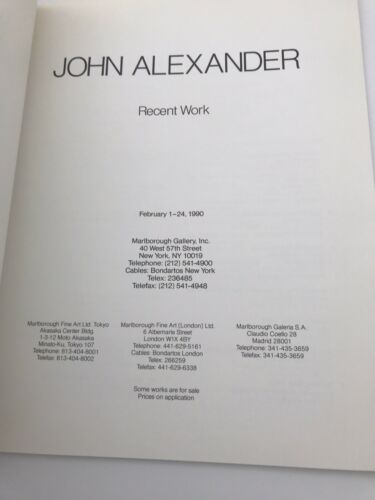 JOHN ALEXANDER
Recent Work
February 1–24, 1990
Marlborough Gallery, Inc.
40 West 57th Street
New York, NY 10019
Telephone: (212) 541-4900
Cables: Bondartos New York
Telex: 236485
Telefax: (212) 541-4948
Marlborough Fine Art Ltd. Tokyo
Akasaka Center Bldg.
1-3-12 Moto Akasaka
Minato-Ku, Tokyo 107
Telephone: 813-404-8001
Telefax: 813-404-8002
Marlborough Fine Art (London) Ltd.
6 Albemarle Street
London W1X 4BY
Telephone: 441-629-5161
Cables: Bondartos London
Telex: 266259
Telefax: 441-629-6338
Marlborough Galeria S.A.
Claudio Coello 28
Madrid 28001
Telephone: 341-435-3659
Telefax: 341-435-3659
Some works are for sale
Prices on application